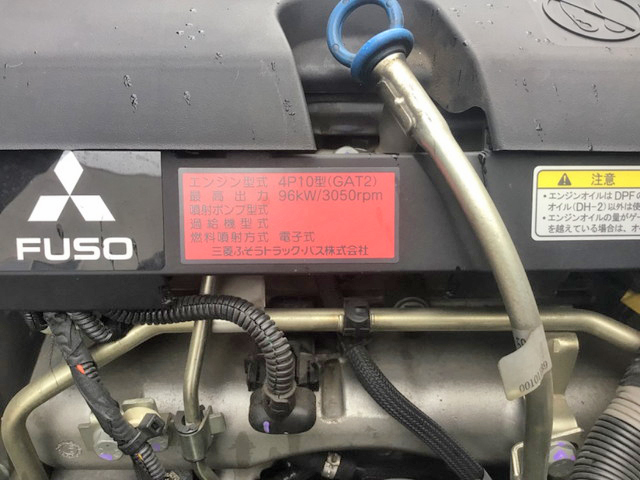 FUSO
エンジン型式 4P10型(GAT2)
最高出力 96kW/3050rpm
噴射ポンプ型式
過給機型式
燃料噴射方式 電子式
三菱ふそうトラック・バス株式会社
注意
・エンジンオイルはDPFの
オイル(DH-2)以外は使
・エンジンオイルの量がゲ
を越えている場合は、オ